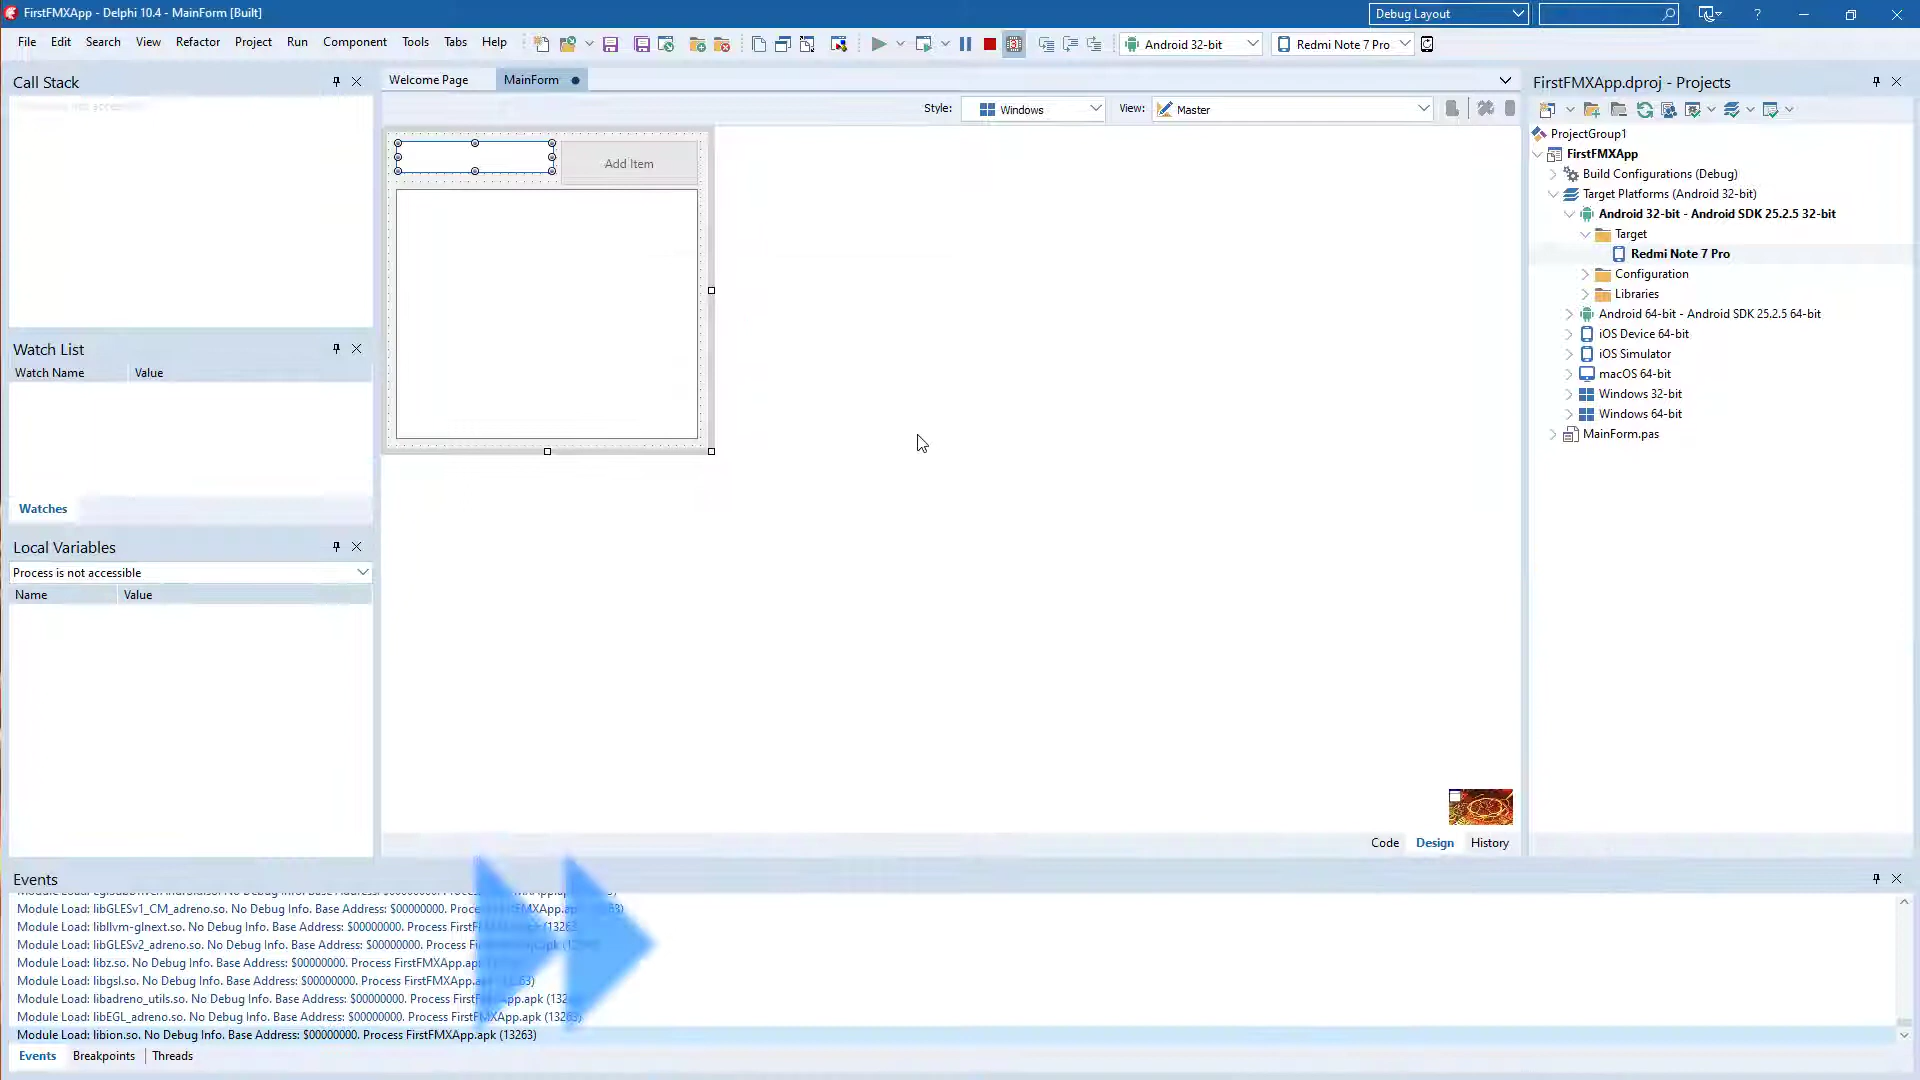 FirstFMXApp - Delphi 10.4 - MainForm [Built]
Debug Layout
?
File Edit Search View Refactor Project Run Component Tools Tabs Help
Android 32-bit
Redmi Note 7 Pro
Call Stack
Welcome Page
MainForm
Style:
Windows
View:
Master
Add Item
Watch List
Watch Name Value
Watches
Local Variables
Process is not accessible
Name Value
FirstFMXApp.dproj - Projects
ProjectGroup1
FirstFMXApp
Build Configurations (Debug)
Target Platforms (Android 32-bit)
Android 32-bit - Android SDK 25.2.5 32-bit
Target
Redmi Note 7 Pro
Configuration
Libraries
Android 64-bit - Android SDK 25.2.5 64-bit
iOS Device 64-bit
iOS Simulator
macOS 64-bit
Windows 32-bit
Windows 64-bit
MainForm.pas
Code Design History
Events
Module Load: libGLESv1_CM_adreno.so. No Debug Info. Base Address: $00000000.
Module Load: libllvm-glnext.so. No Debug Info. Base Address: $00000000. Process
Module Load: libGLESv2_adreno.so. No Debug Info. Base Address: $00000000. Process
Module Load: libz.so. No Debug Info. Base Address: $00000000. Process FirstFMXApp.
Module Load: libgsl.so. No Debug Info. Base Address: $00000000. Process FirstFMXApp.
Module Load: libadreno_utils.so. No Debug Info. Base Address: $00000000. Process FirstFMXApp.apk
Module Load: libEGL_adreno.so. No Debug Info. Base Address: $00000000. Process FirstFMXApp.apk (13263)
Module Load: libion.so. No Debug Info. Base Address: $00000000. Process FirstFMXApp.apk (13263)
Events Breakpoints Threads